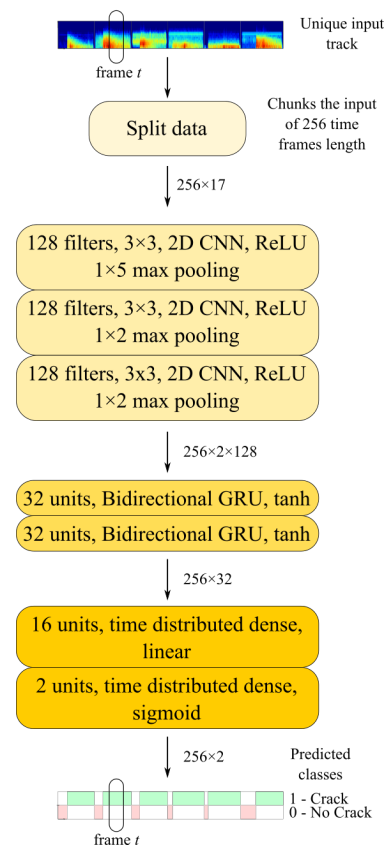 Unique input
track
frame t
Split data
Chunks the input
of 256 time
frames length
256×17
128 filters, 3×3, 2D CNN, ReLU
1×5 max pooling
128 filters, 3×3, 2D CNN, ReLU
1×2 max pooling
128 filters, 3x3, 2D CNN, ReLU
1×2 max pooling
256×2×128
32 units, Bidirectional GRU, tanh
32 units, Bidirectional GRU, tanh
256×32
16 units, time distributed dense,
linear
2 units, time distributed dense,
sigmoid
256×2
Predicted
classes
1 - Crack
0 - No Crack
frame t